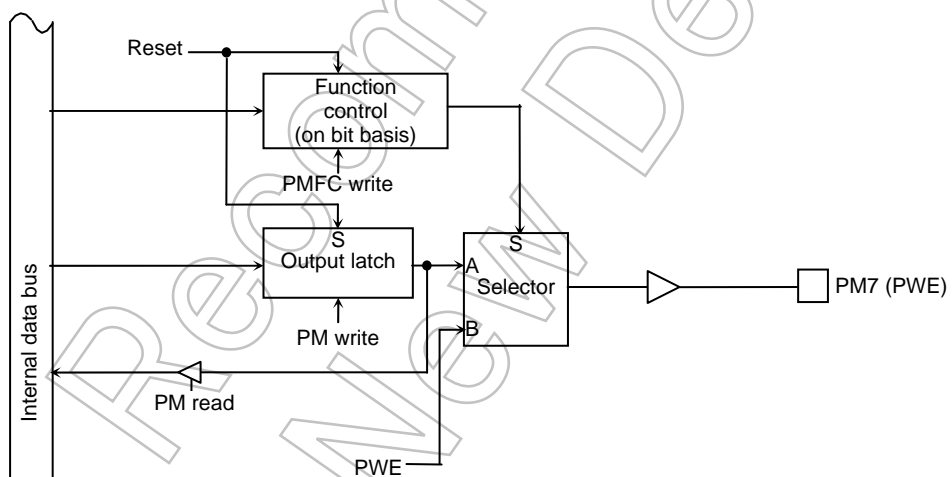 Reset
Function
control
(on bit basis)
PMFC write
S
Output latch
S
A
Selector
B
PM7 (PWE)
PM write
PM read
PWE
Internal data bus